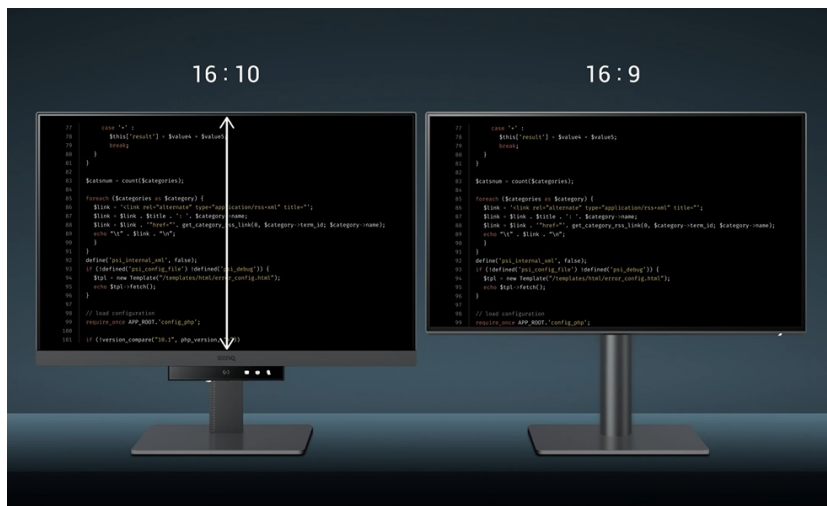 16 : 10
77 case '*' :
78 $this['result'] = $value4 * $value5;
79 break;
80 }
81 }
82
83 $catsnum = count($categories);
84
85 foreach ($categories as $category) {
86 $link = '<link rel="alternate" type="application/rss+xml" title="';
87 $link = $link . $title . ': '. $category->name;
88 $link = $link . '"href="'. get_category_rss_link(0, $category->term_id; $category->name);
89 echo "\t" . $link . "\n";
90 }
91 }
92 define('psi_internal_xml', false);
93 if (!defined('psi_config_file') !defined('psi_debug')) {
94 $tpl = new Template("/templates/html/error_config.html");
95 echo $tpl->fetch();
96 }
97
98 // load configuration
99 require_once APP_ROOT.'config_php';
100
101 if (!version_compare("10.1", php_version,
BenQ
16 : 9
77 case '*' :
78 $this['result'] = $value4 * $value5;
79 break;
80 }
81 }
82
83 $catsnum = count($categories);
84
85 foreach ($categories as $category) {
86 $link = '<link rel="alternate" type="application/rss+xml" title="';
87 $link = $link . $title . ': '. $category->name;
88 $link = $link . '"href="'. get_category_rss_link(0, $category->term_id; $category->name);
89 echo "\t" . $link . "\n";
90 }
91 }
92 define('psi_internal_xml', false);
93 if (!defined('psi_config_file') !defined('psi_debug')) {
94 $tpl = new Template("/templates/html/error_config.html");
95 echo $tpl->fetch();
96 }
97
98 // load configuration
99 require_once APP_ROOT.'config_php';